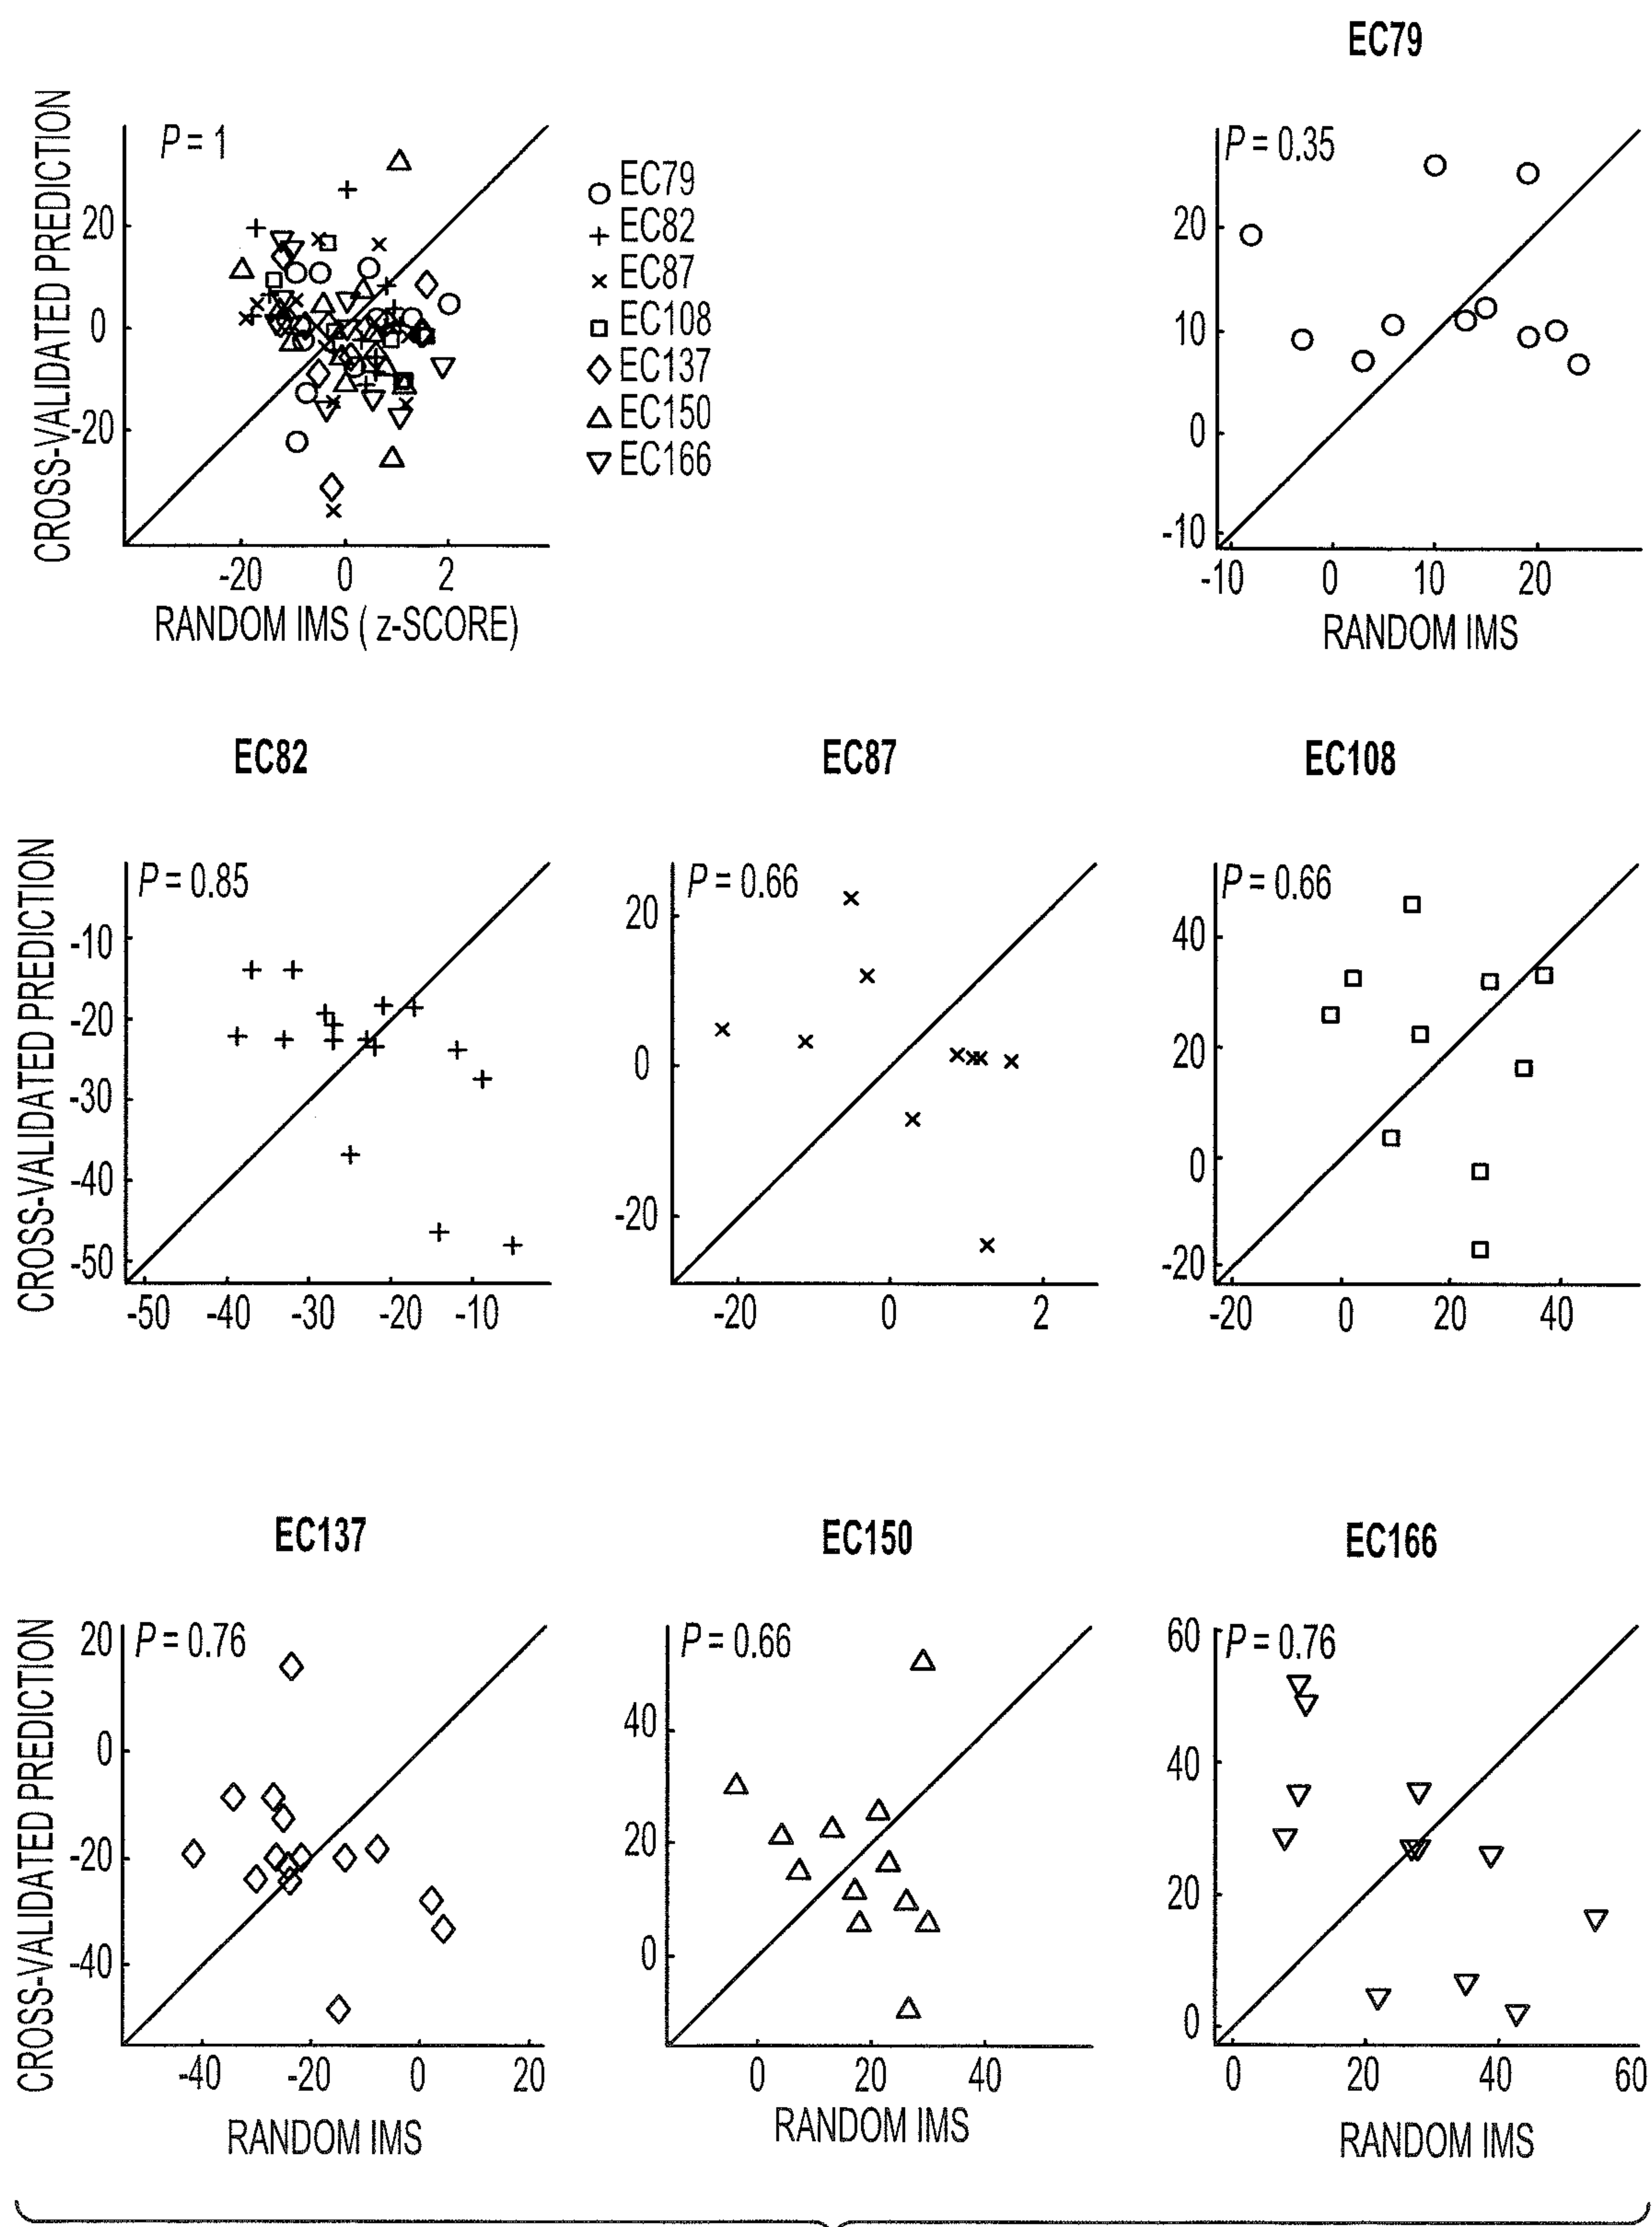 EC79
P = 1
CROSS-VALIDATED PREDICTION
20
0
-20
-20 0 2
RANDOM IMS ( z-SCORE)
EC79
EC82
EC87
EC108
EC137
EC150
EC166
P = 0.35
20
10
0
-10
-10 0 10 20
RANDOM IMS
EC82
P = 0.85
CROSS-VALIDATED PREDICTION
-10
-20
-30
-40
-50
-50 -40 -30 -20 -10
EC87
P = 0.66
20
0
-20
-20 0 2
EC108
P = 0.66
40
20
0
-20
-20 0 20 40
EC137
P = 0.76
CROSS-VALIDATED PREDICTION
20
0
-20
-40
-40 -20 0 20
RANDOM IMS
EC150
P = 0.66
40
20
0
0 20 40
RANDOM IMS
EC166
P = 0.76
60
40
20
0
0 20 40 60
RANDOM IMS